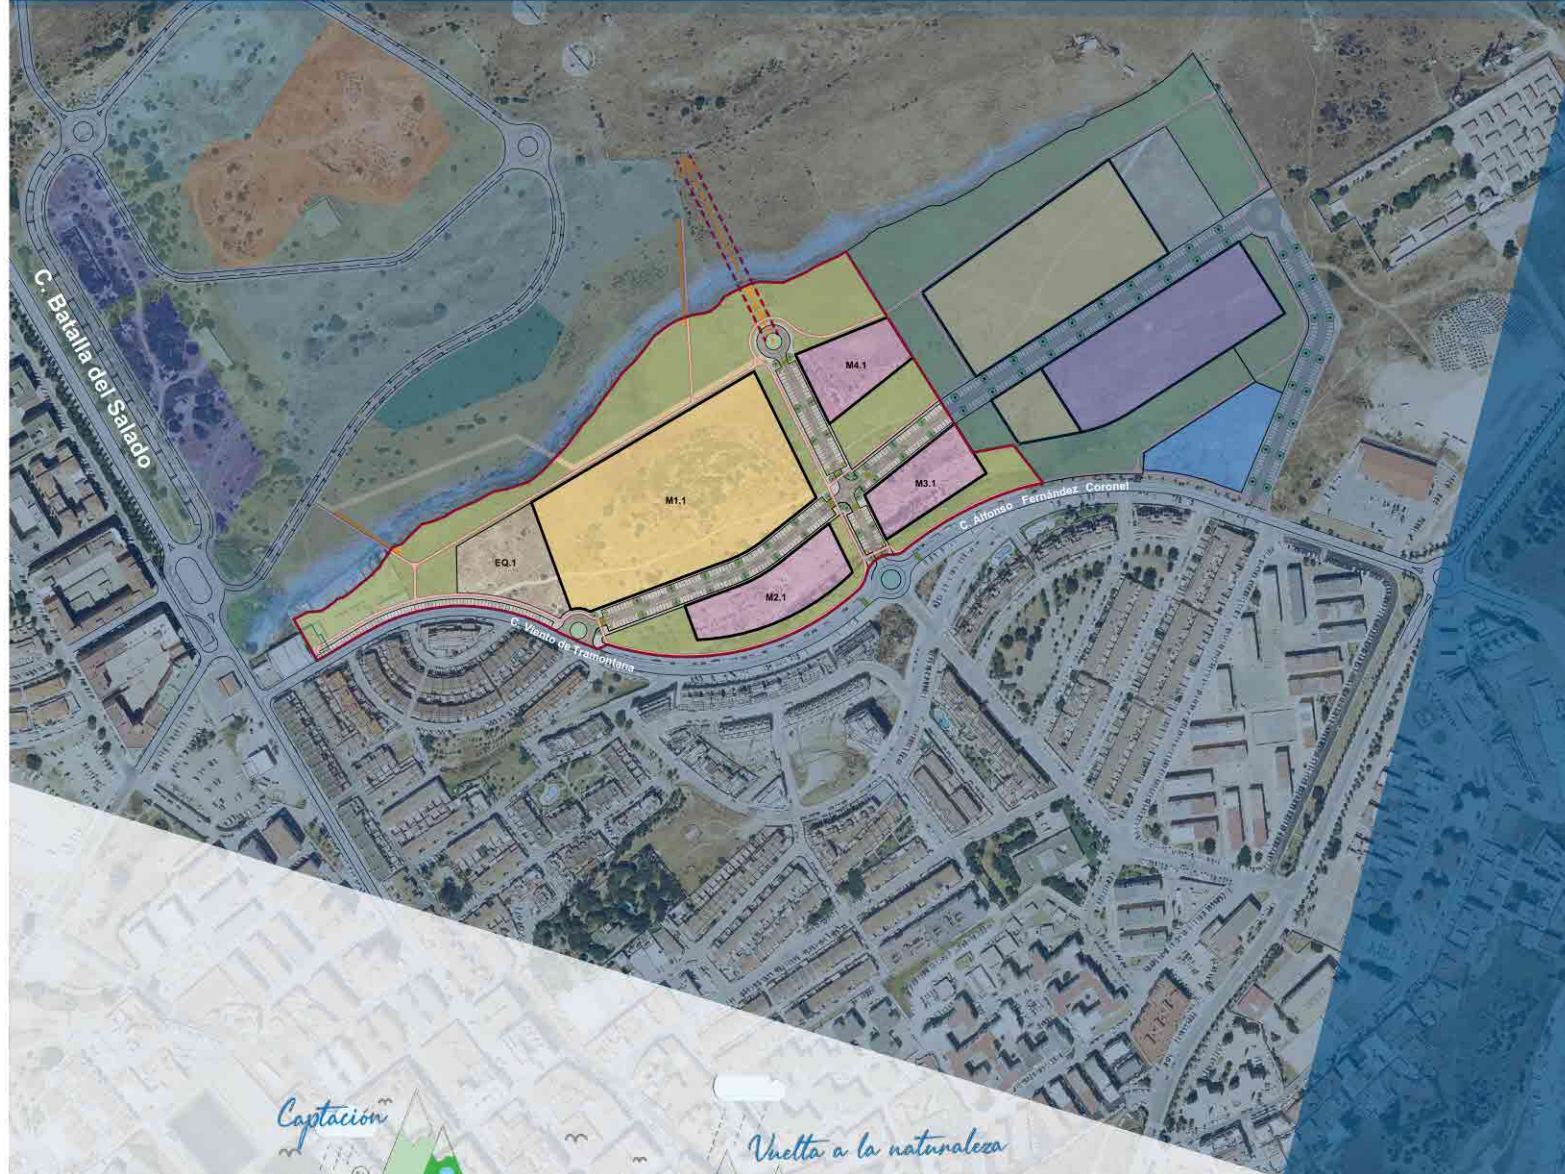 C. Batalla del Salado
M4.1
M1.1
M3.1
C. Alfonso Fernández Coronel
EQ.1
M2.1
C. Viento de Tramontana
Captación
Vuelta a la naturaleza